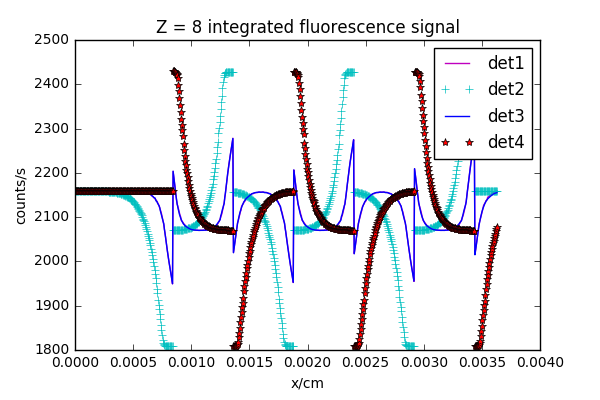 Z = 8 integrated fluorescence signal
counts/s
2500
2400
2300
2200
2100
2000
1900
1800
det1
det2
det3
det4
0.0000 0.0005 0.0010 0.0015 0.0020 0.0025 0.0030 0.0035 0.0040
x/cm